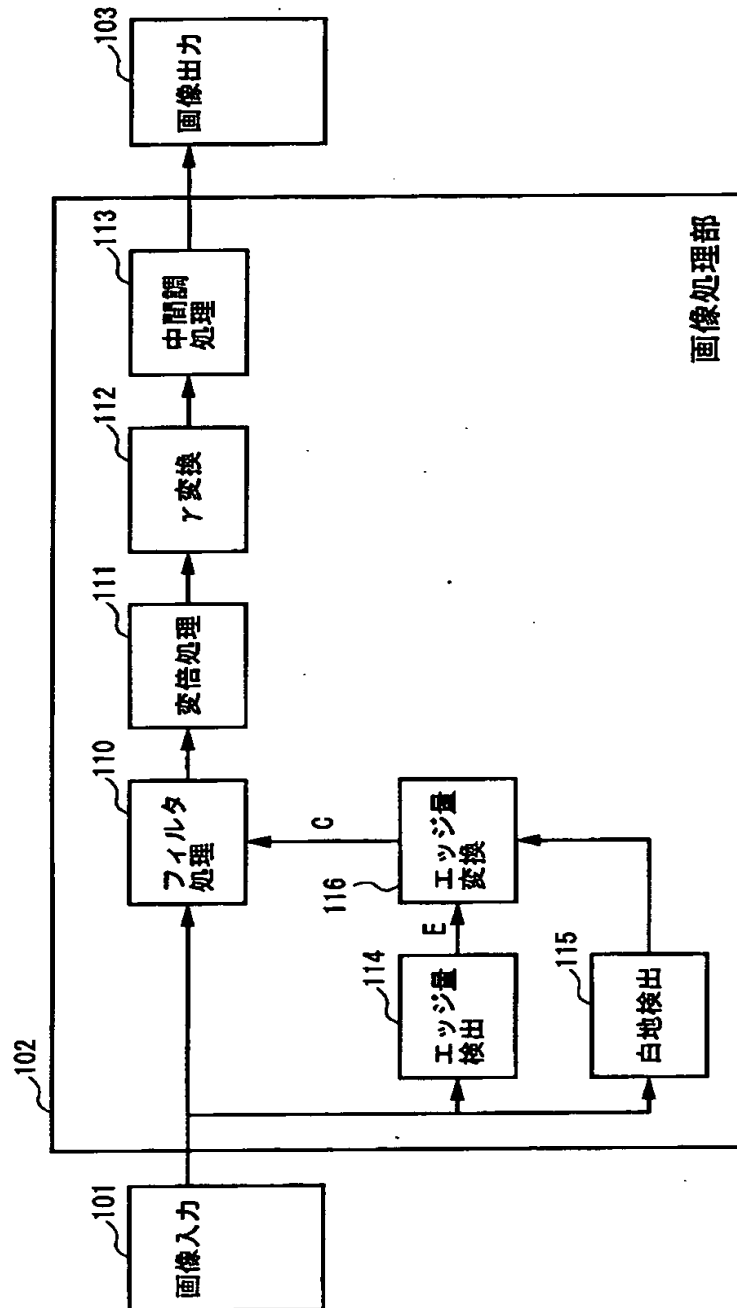 101
画像入力
102
110
フィルタ
処理
111
変倍処理
112
γ変換
113
中間調
処理
103
画像出力
C
116
エッジ量
変換
E
114
エッジ量
検出
115
白地検出
画像処理部